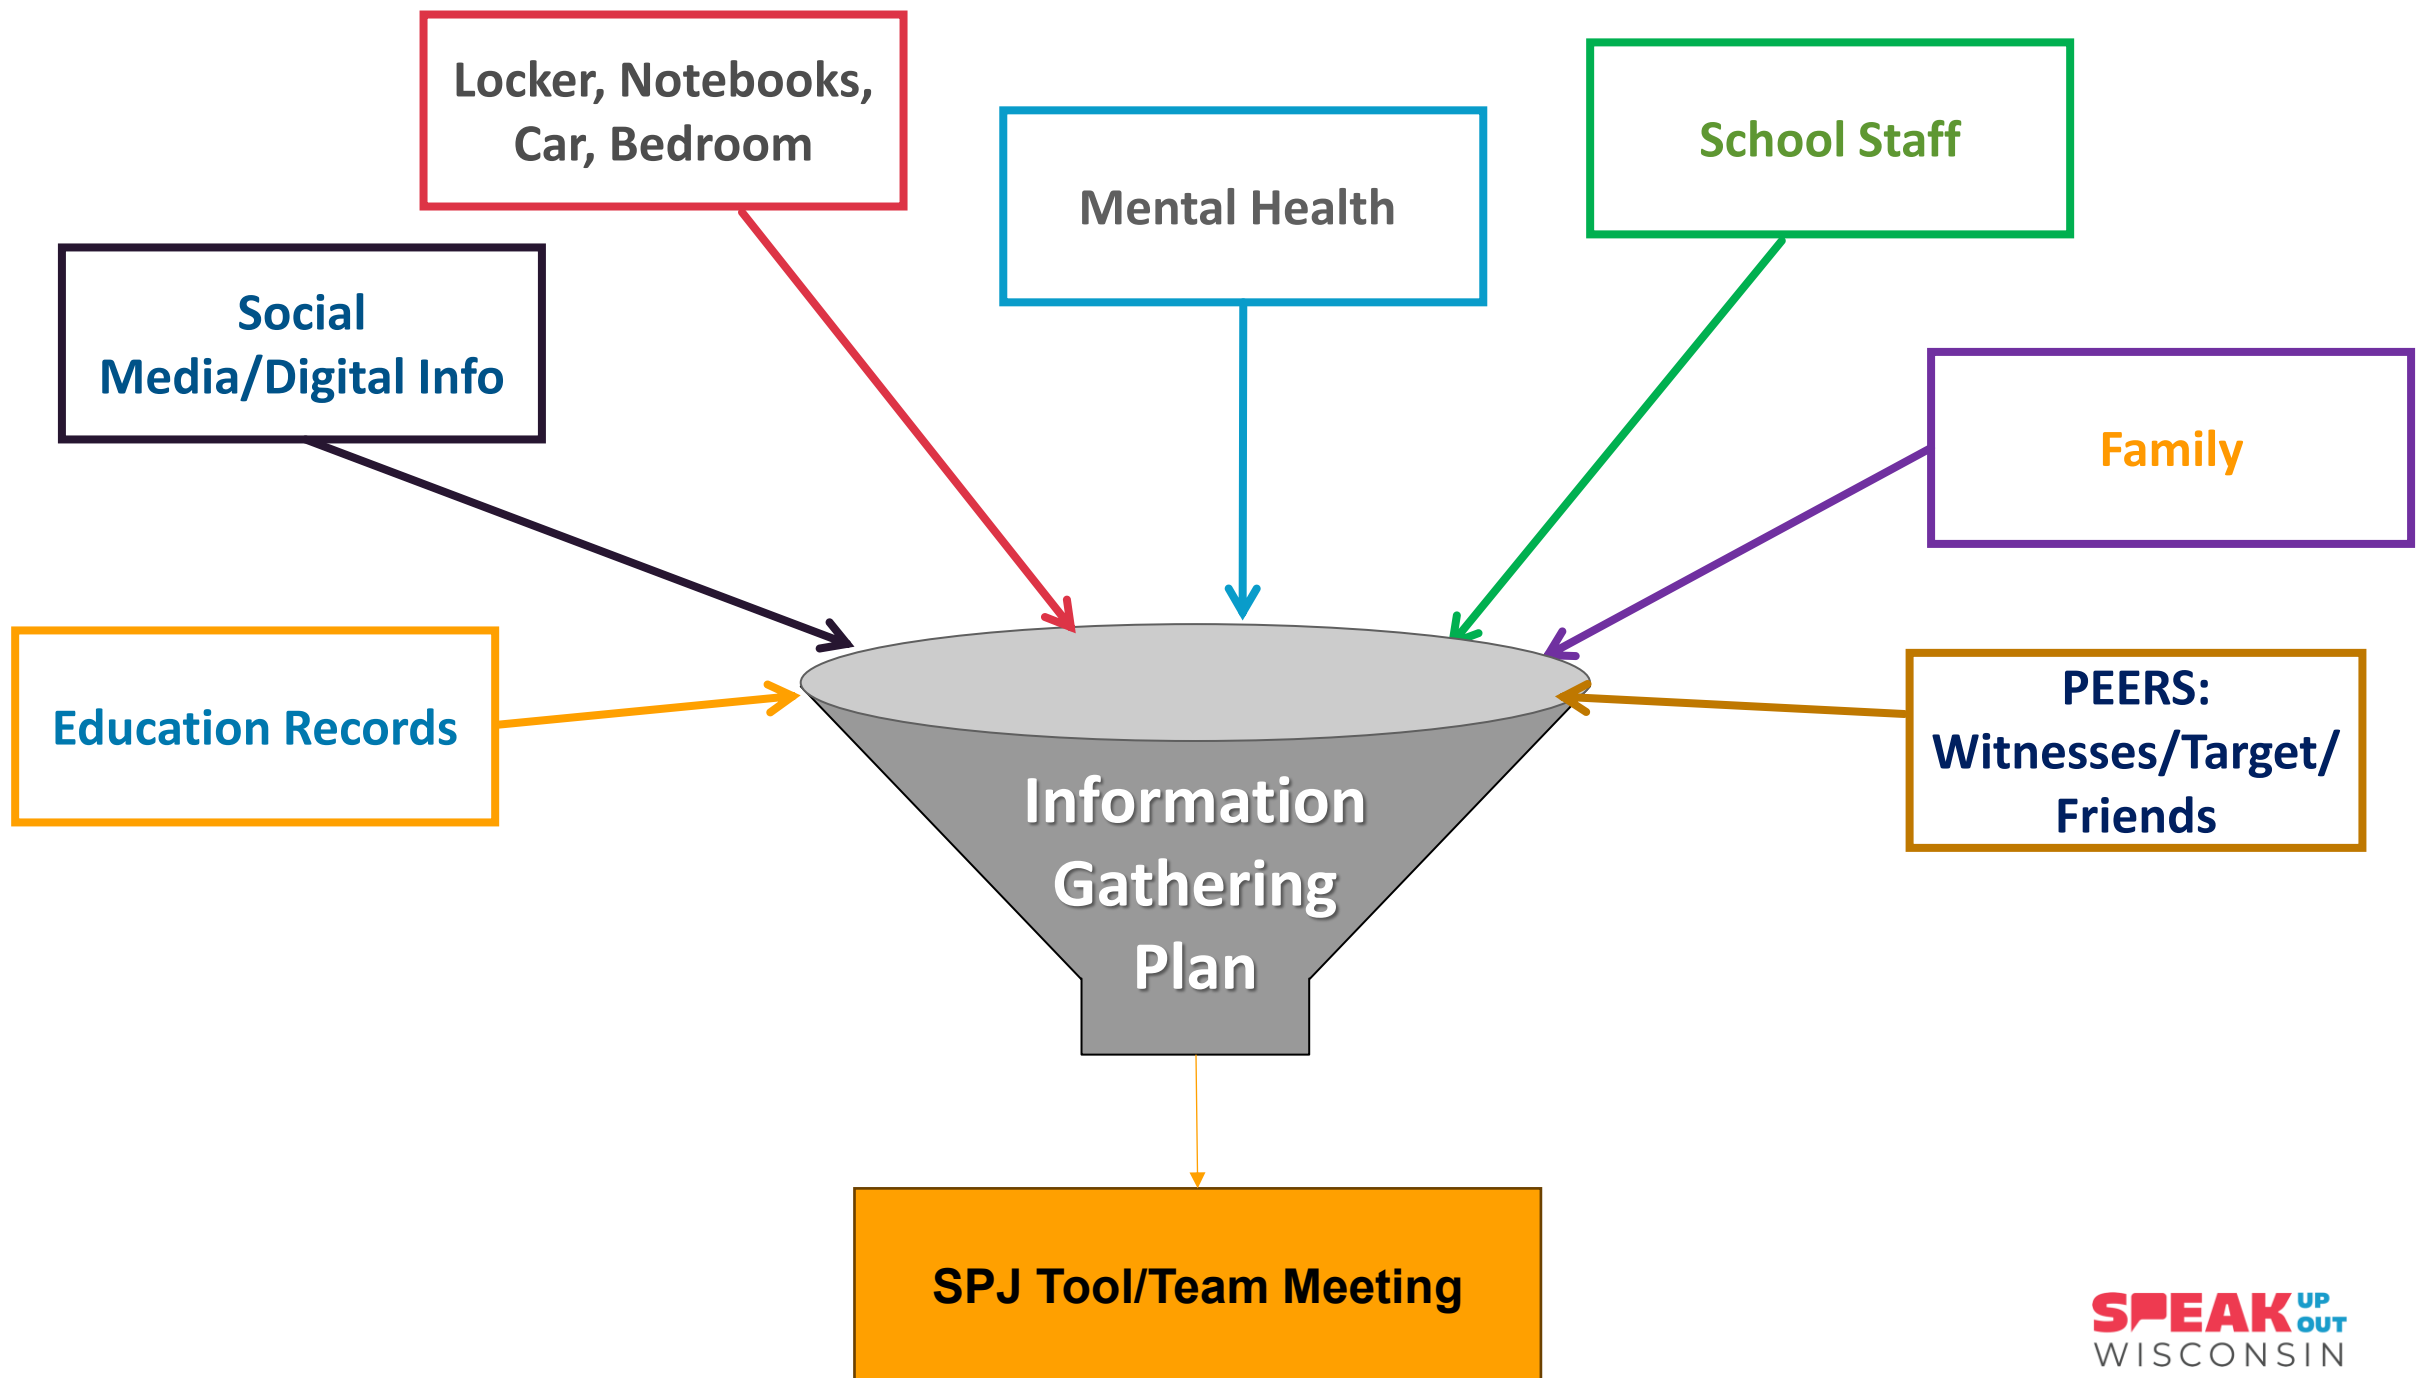 Locker, Notebooks,
Car, Bedroom
School Staff
Mental Health
Social
Media/Digital Info
Family
Education Records
PEERS:
Witnesses/Target/
Friends
Information
Gathering
Plan
SPJ Tool/Team Meeting
SPEAK UP
OUT
WISCONSIN